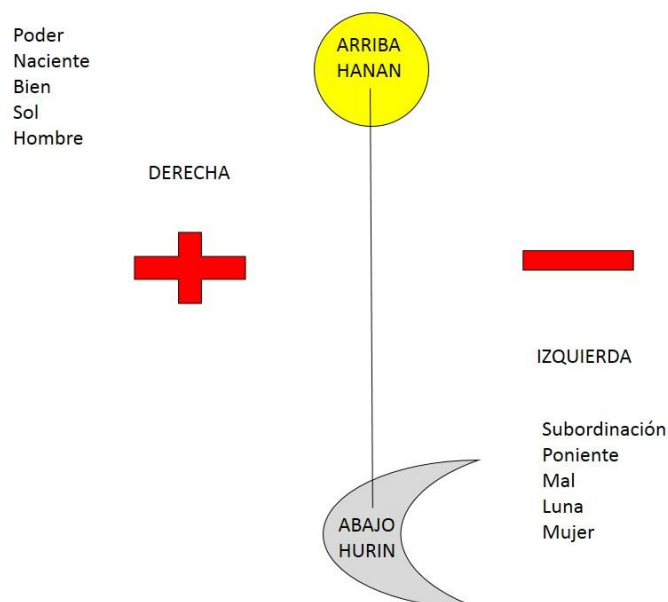 Poder
Naciente
Bien
Sol
Hombre
ARRIBA
HANAN
DERECHA
IZQUIERDA
Subordinación
Poniente
Mal
Luna
Mujer
ABAJO
HURIN